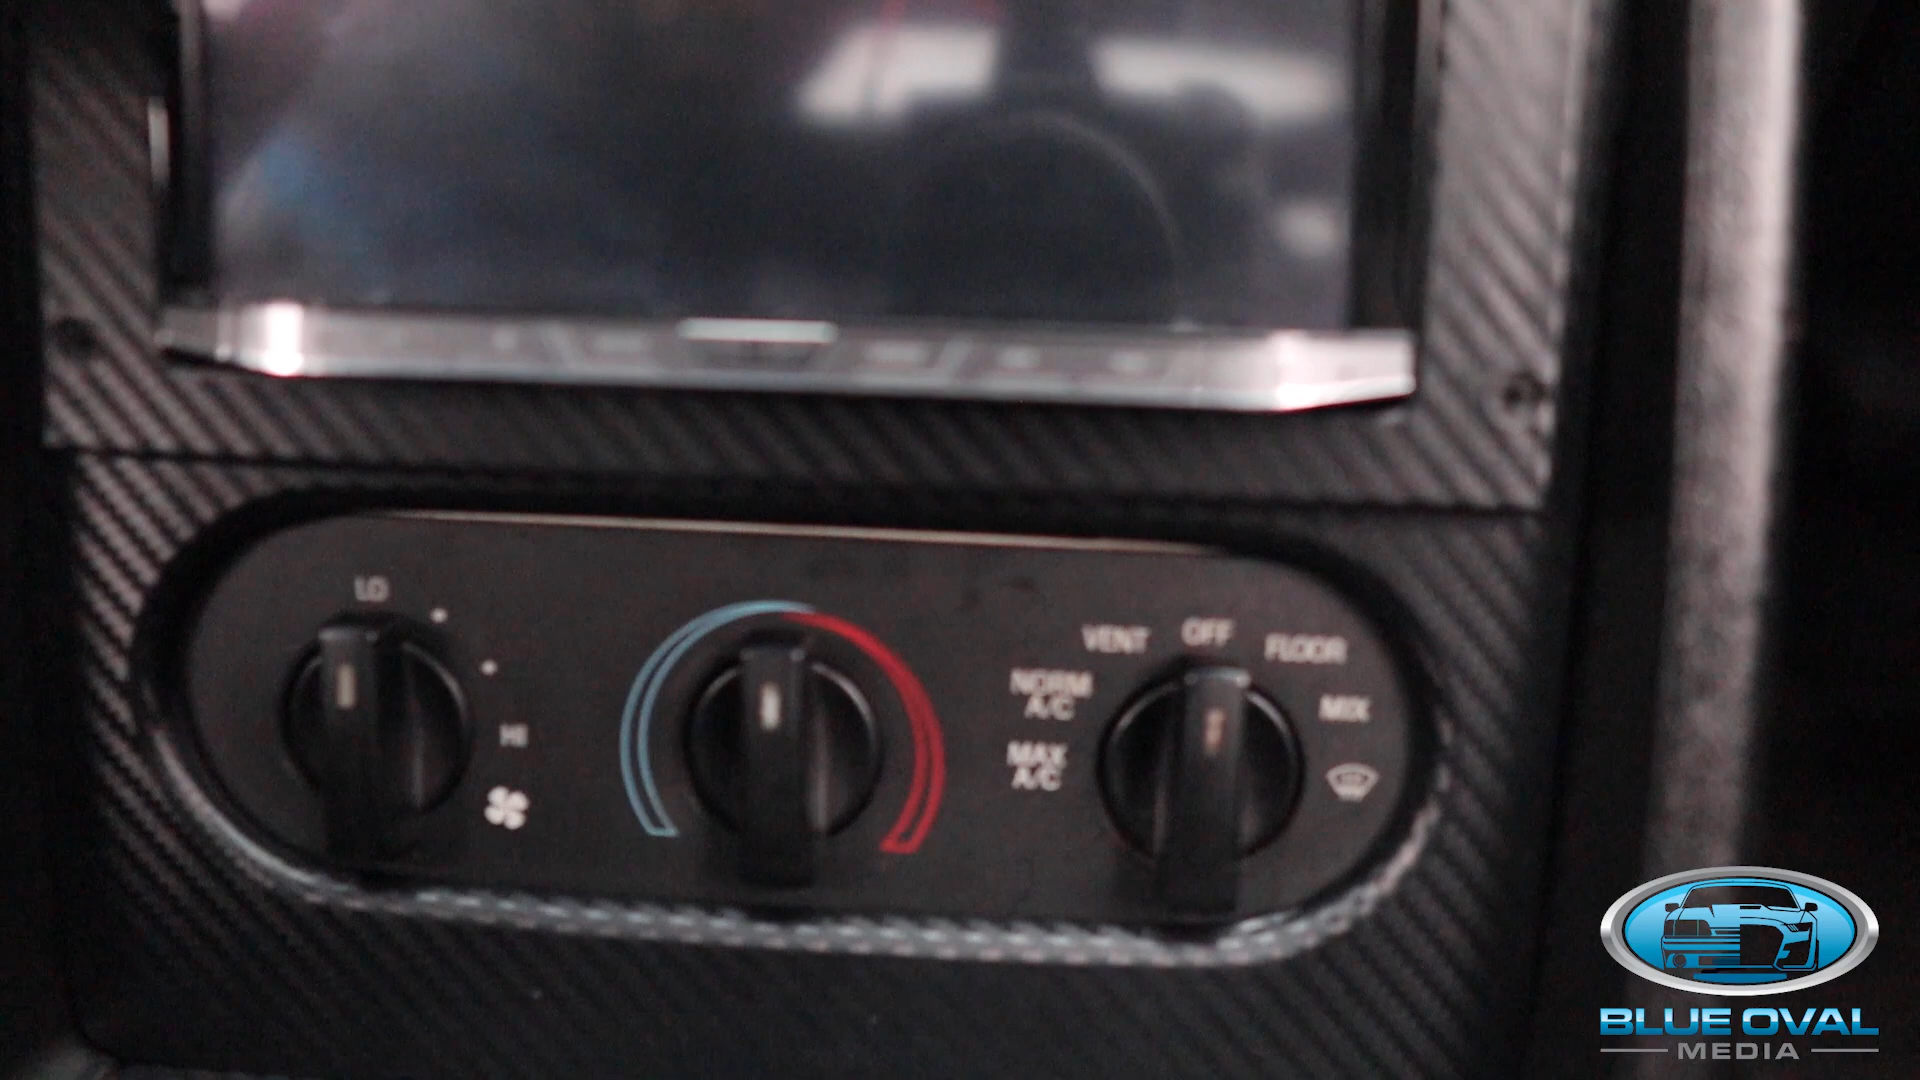 LO
HI
VENT
OFF
FLOOR
NORM
A/C
MIX
MAX
A/C
BLUE OVAL
MEDIA